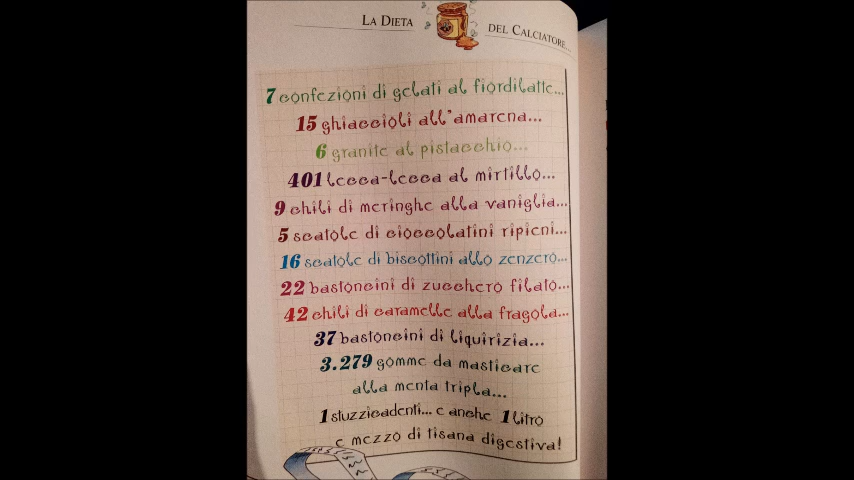 LA DIETA DEL CALCIATORE...
7 confezioni di gelati al fiordilatte...
15 ghiaccioli all'amarena...
6 granite al pistacchio...
401 lecca-lecca al mirtillo...
9 chili di meringhe alla vaniglia...
5 scatole di cioccolatini ripieni...
16 scatole di biscottini allo zenzero...
22 bastoncini di zucchero filato...
42 chili di caramelle alla fragola...
37 bastoncini di liquirizia...
3.279 gomme da masticare
alla menta tripla...
1 stuzzicadenti... e anche 1 litro
e mezzo di tisana digestiva!